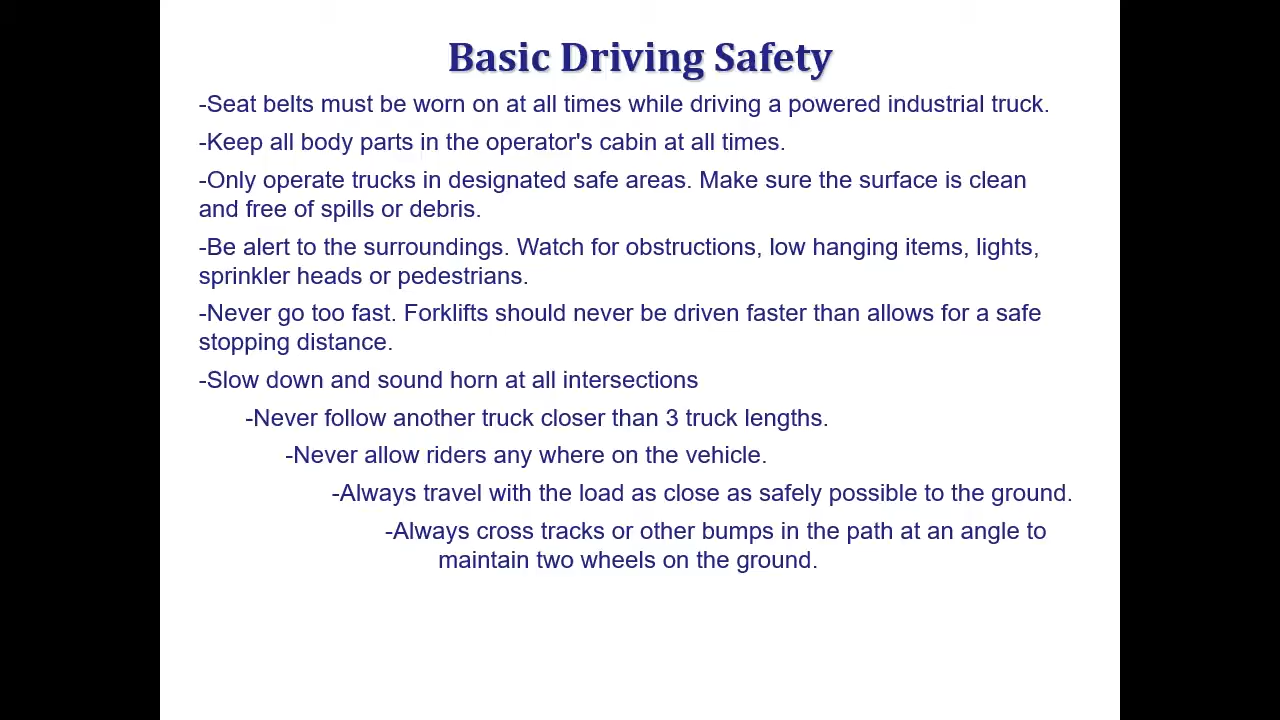 Basic Driving Safety
-Seat belts must be worn on at all times while driving a powered industrial truck.
-Keep all body parts in the operator's cabin at all times.
-Only operate trucks in designated safe areas. Make sure the surface is clean
and free of spills or debris.
-Be alert to the surroundings. Watch for obstructions, low hanging items, lights,
sprinkler heads or pedestrians.
-Never go too fast. Forklifts should never be driven faster than allows for a safe
stopping distance.
-Slow down and sound horn at all intersections
-Never follow another truck closer than 3 truck lengths.
-Never allow riders any where on the vehicle.
-Always travel with the load as close as safely possible to the ground.
-Always cross tracks or other bumps in the path at an angle to
maintain two wheels on the ground.